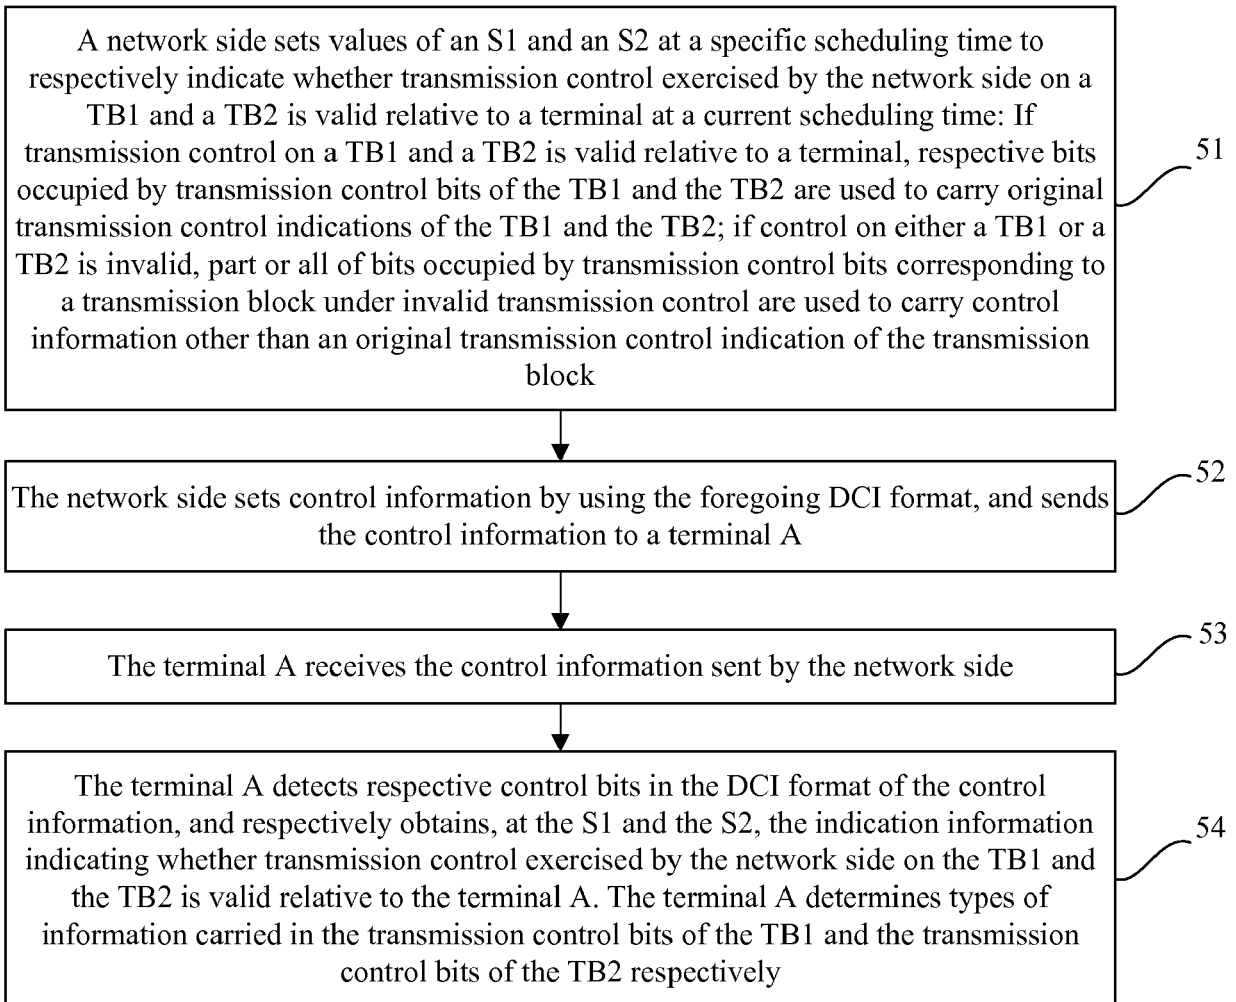 A network side sets values of an S1 and an S2 at a specific scheduling time to
respectively indicate whether transmission control exercised by the network side on a
TB1 and a TB2 is valid relative to a terminal at a current scheduling time: If
transmission control on a TB1 and a TB2 is valid relative to a terminal, respective bits
occupied by transmission control bits of the TB1 and the TB2 are used to carry original
transmission control indications of the TB1 and the TB2; if control on either a TB1 or a
TB2 is invalid, part or all of bits occupied by transmission control bits corresponding to
a transmission block under invalid transmission control are used to carry control
information other than an original transmission control indication of the transmission
block
51
The network side sets control information by using the foregoing DCI format, and sends
the control information to a terminal A
52
The terminal A receives the control information sent by the network side
53
The terminal A detects respective control bits in the DCI format of the control
information, and respectively obtains, at the S1 and the S2, the indication information
indicating whether transmission control exercised by the network side on the TB1 and
the TB2 is valid relative to the terminal A. The terminal A determines types of
information carried in the transmission control bits of the TB1 and the transmission
control bits of the TB2 respectively
54